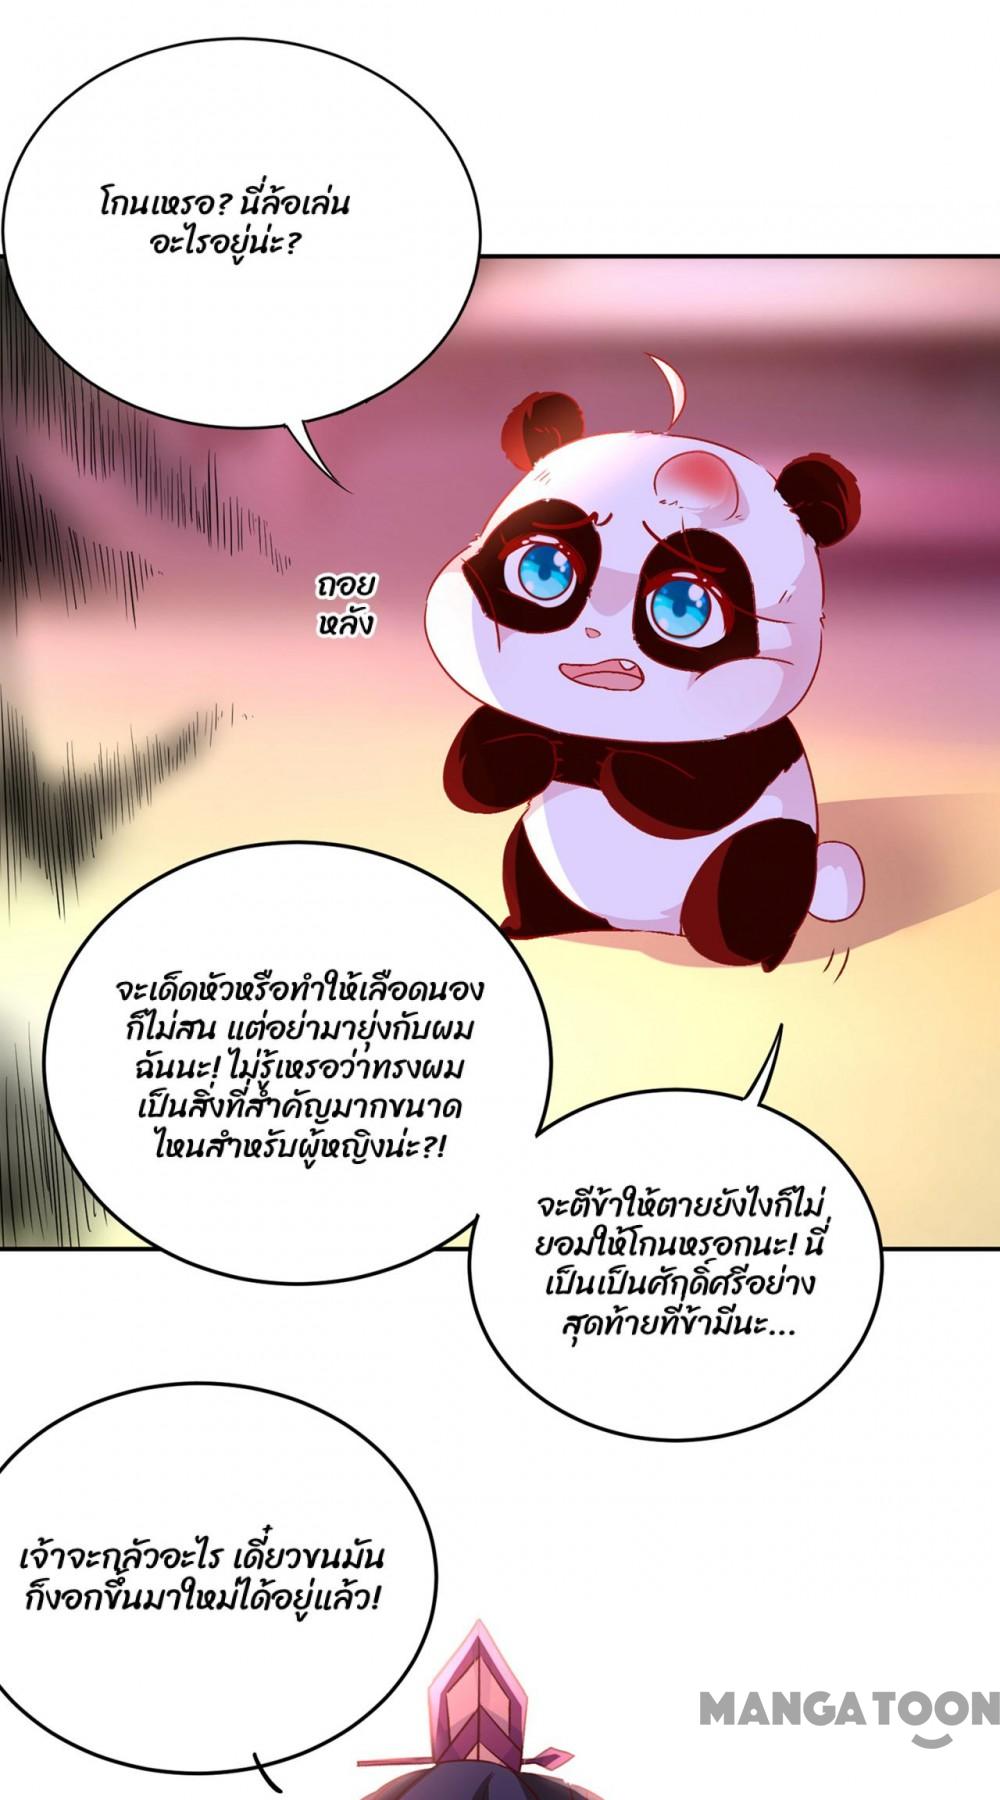 โกนเหรอ? นี่ล้อเล่น
อะไรอยู่น่ะ?
ถอย
หลัง
จะเด็ดหัวหรือทำให้เลือดนอง
ก็ไม่สน แต่อย่ามายุ่งกับผม
ฉันนะ! ไม่รู้เหรอว่าทรงผม
เป็นสิ่งที่สำคัญมากขนาด
ไหนสำหรับผู้หญิงน่ะ?!
จะตีข้าให้ตายยังไงก็ไม่
ยอมให้โกนหรอกนะ! นี่
เป็นเป็นศักดิ์ศรีอย่าง
สุดท้ายที่ข้ามีนะ...
เจ้าจะกลัวอะไร เดี๋ยวขนมัน
ก็งอกขึ้นมาใหม่ได้อยู่แล้ว!
MANGATOON